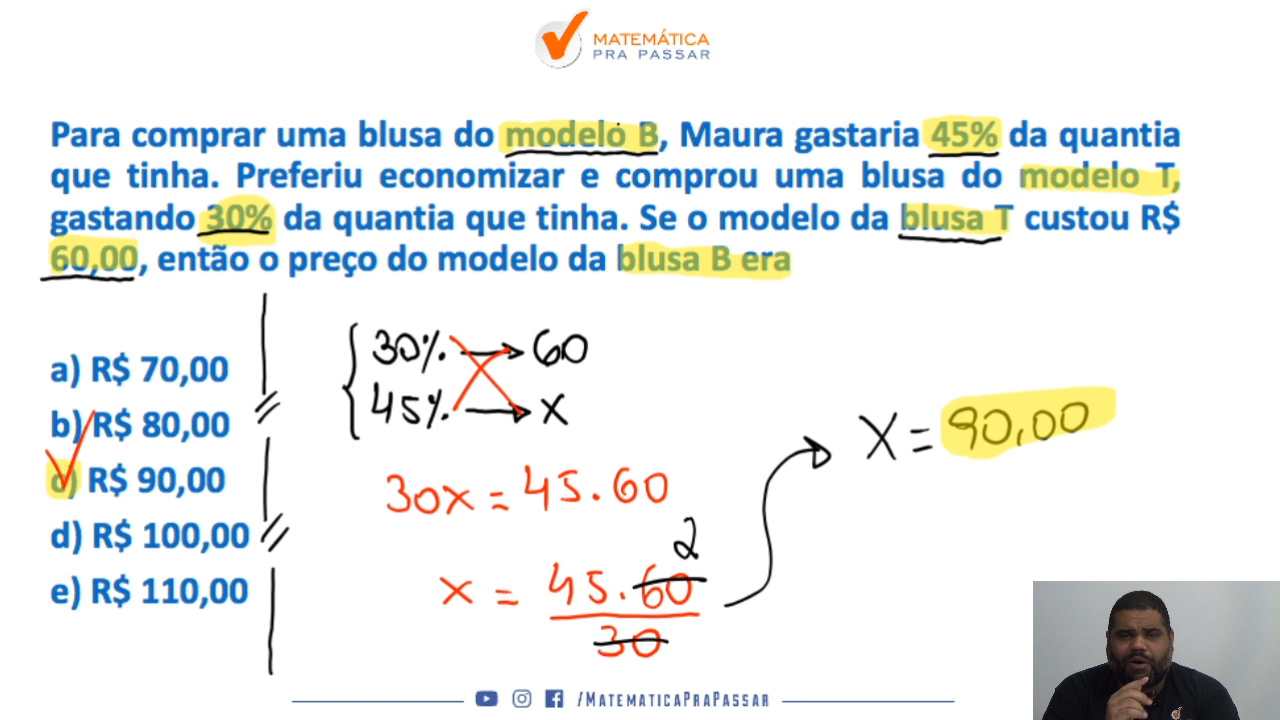 MATEMÁTICA
PRA PASSAR
Para comprar uma blusa do modelo B, Maura gastaria 45% da quantia
que tinha. Preferiu economizar e comprou uma blusa do modelo T,
gastando 30% da quantia que tinha. Se o modelo da blusa T custou R$
60,00, então o preço do modelo da blusa B era
a) R$ 70,00
b) R$ 80,00
c) R$ 90,00
d) R$ 100,00
e) R$ 110,00
30% → 60
45% → x
30x = 45.60
2
x = 45.60
30
X = 90,00
/MatematicaPraPassar